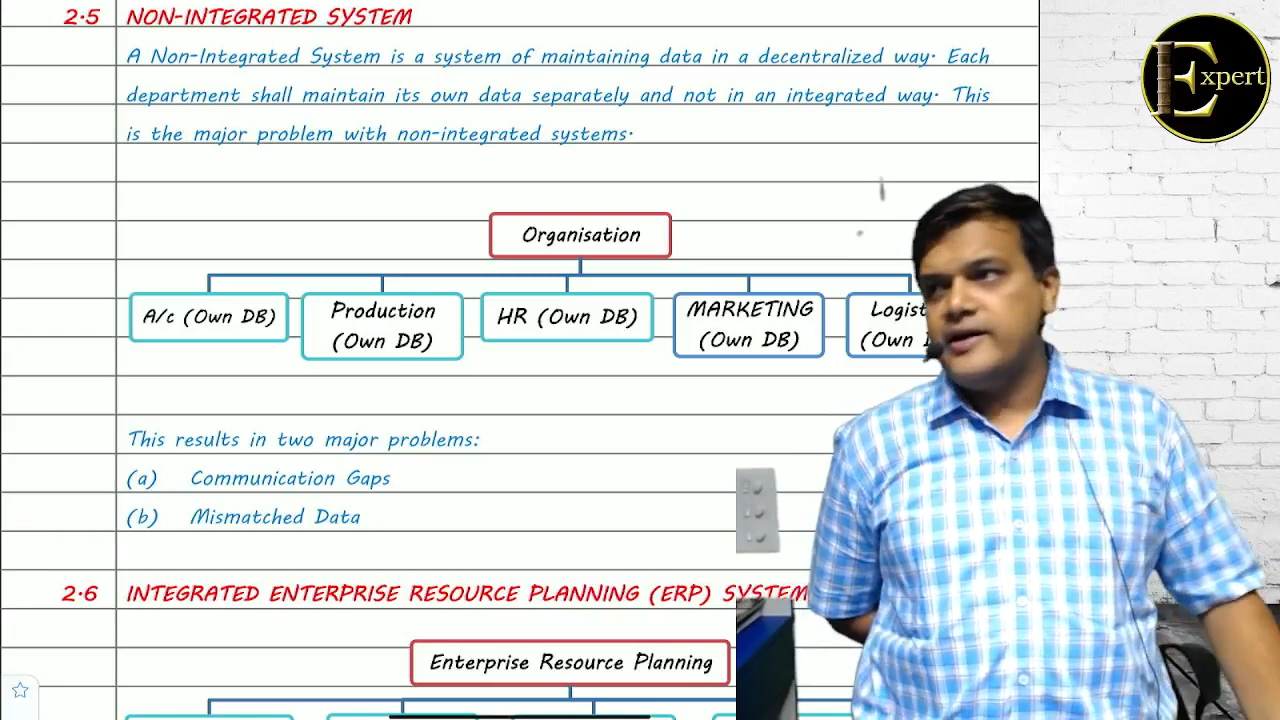 2.5 NON-INTEGRATED SYSTEM
A Non-Integrated System is a system of maintaining data in a decentralized way. Each
department shall maintain its own data separately and not in an integrated way. This
is the major problem with non-integrated systems.
Organisation
A/c (Own DB)
Production
(Own DB)
HR (Own DB)
MARKETING
(Own DB)
Logist
(Own D
This results in two major problems:
(a) Communication Gaps
(b) Mismatched Data
2.6 INTEGRATED ENTERPRISE RESOURCE PLANNING (ERP) SYSTEM
Enterprise Resource Planning
Expert